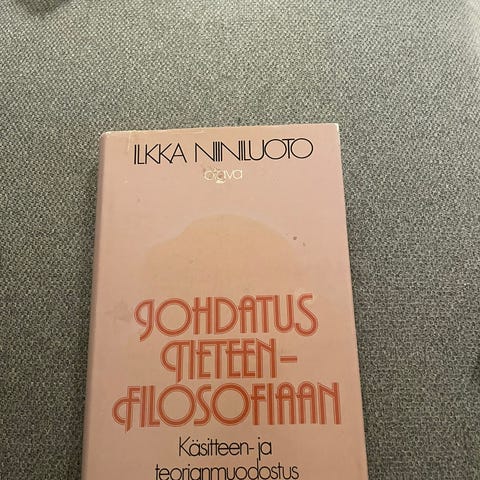 ILKKA NIINILUOTO
otava
JOHDATUS
TIETEEN-
FILOSOFIAAN
Käsitteen- ja
teorianmuodostus